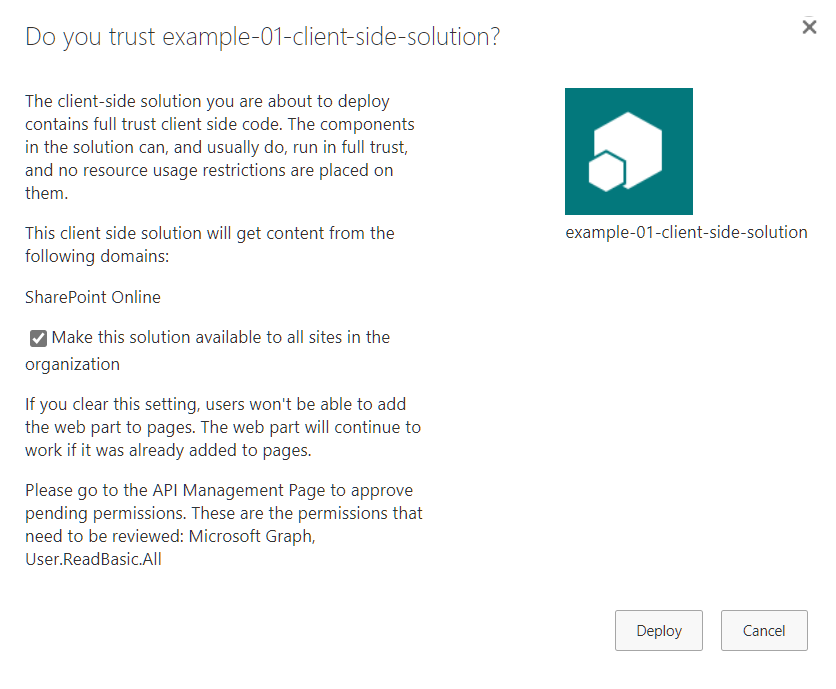 Do you trust example-01-client-side-solution?
The client-side solution you are about to deploy
contains full trust client side code. The components
in the solution can, and usually do, run in full trust,
and no resource usage restrictions are placed on
them.
This client side solution will get content from the
following domains:
SharePoint Online
Make this solution available to all sites in the
organization
If you clear this setting, users won't be able to add
the web part to pages. The web part will continue to
work if it was already added to pages.
Please go to the API Management Page to approve
pending permissions. These are the permissions that
need to be reviewed: Microsoft Graph,
User.ReadBasic.All
example-01-client-side-solution
Deploy
Cancel